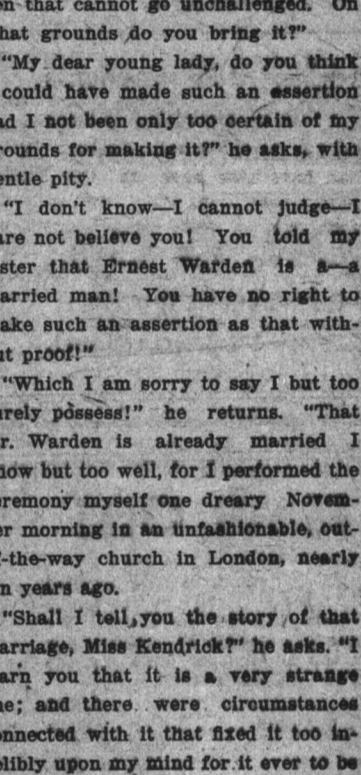 en that cannot go unchallenged. On
hat grounds do you bring it?"
"My dear young lady, do you think
could have made such an assertion
ad I not been only too certain of my
rounds for making it?" he asks, with
entle pity.
"I don't know—I cannot judge—I
are not believe you! You told my
ster that Ernest Warden is a—a
arried man! You have no right to
ake such an assertion as that with-
ut proof!"
"Which I am sorry to say I but too
urely possess!" he returns. "That
r. Warden is already married I
now but too well, for I performed the
eremony myself one dreary Novem-
er morning in an unfashionable, out-
f-the-way church in London, nearly
n years ago.
"Shall I tell you the story of that
arriage, Miss Kendrick?" he asks. "I
arn you that it is a very strange
ne; and there were circumstances
onnected with it that fixed it too in-
elibly upon my mind for it ever to be